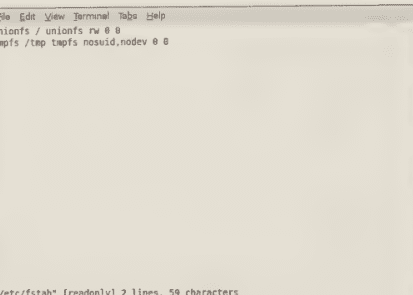 File Edit View Terminal Tabs Help
nionfs / unionfs rw 0 0
mpfs /tmp tmpfs nosuid,nodev 0 0
/etc/fstab" [readonly] 2 lines, 59 characters